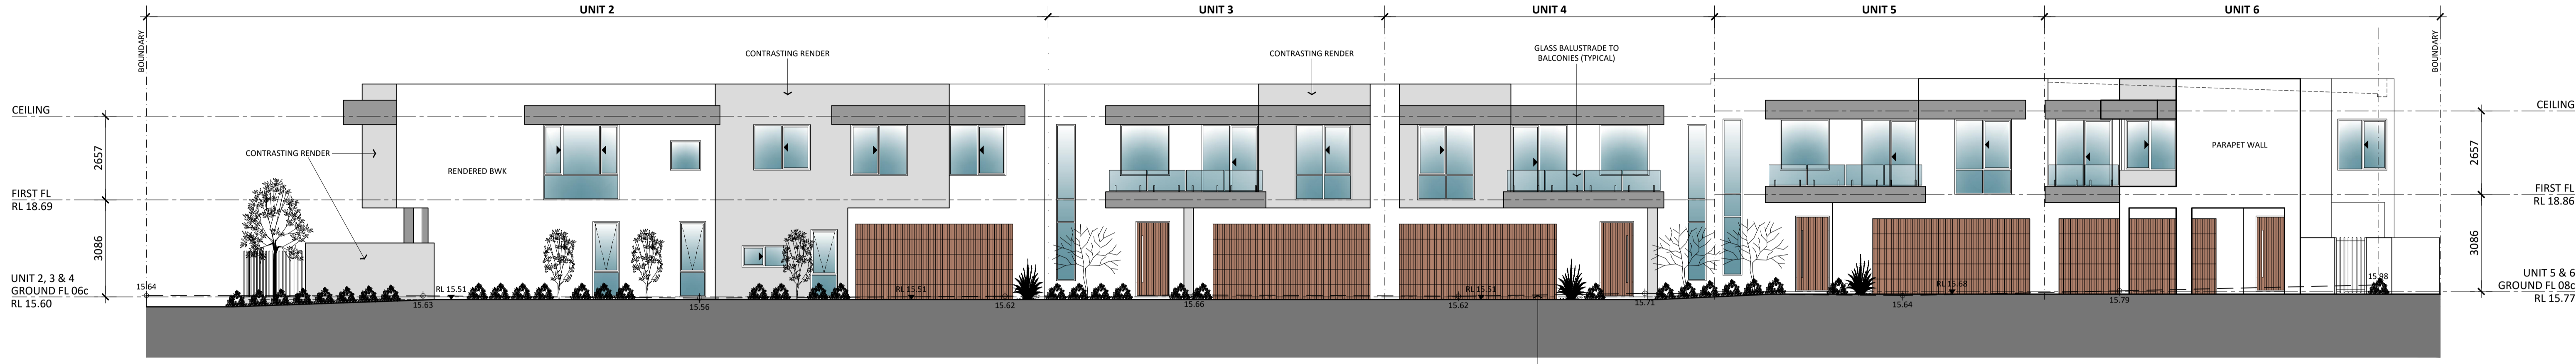 UNIT 2
UNIT 3
UNIT 4
UNIT 5
UNIT 6
BOUNDARY
BOUNDARY
CONTRASTING RENDER
CONTRASTING RENDER
GLASS BALUSTRADE TO
BALCONIES (TYPICAL)
CEILING
CEILING
2657
2657
CONTRASTING RENDER
RENDERED BWK
PARAPET WALL
FIRST FL
RL 18.69
FIRST FL
RL 18.86
3086
3086
UNIT 2, 3 & 4
GROUND FL 06c
RL 15.60
UNIT 5 & 6
GROUND FL 08c
RL 15.77
15.64
15.63
RL 15.51
15.56
RL 15.51
15.62
15.66
15.62
RL 15.51
15.71
15.64
RL 15.68
15.79
15.98